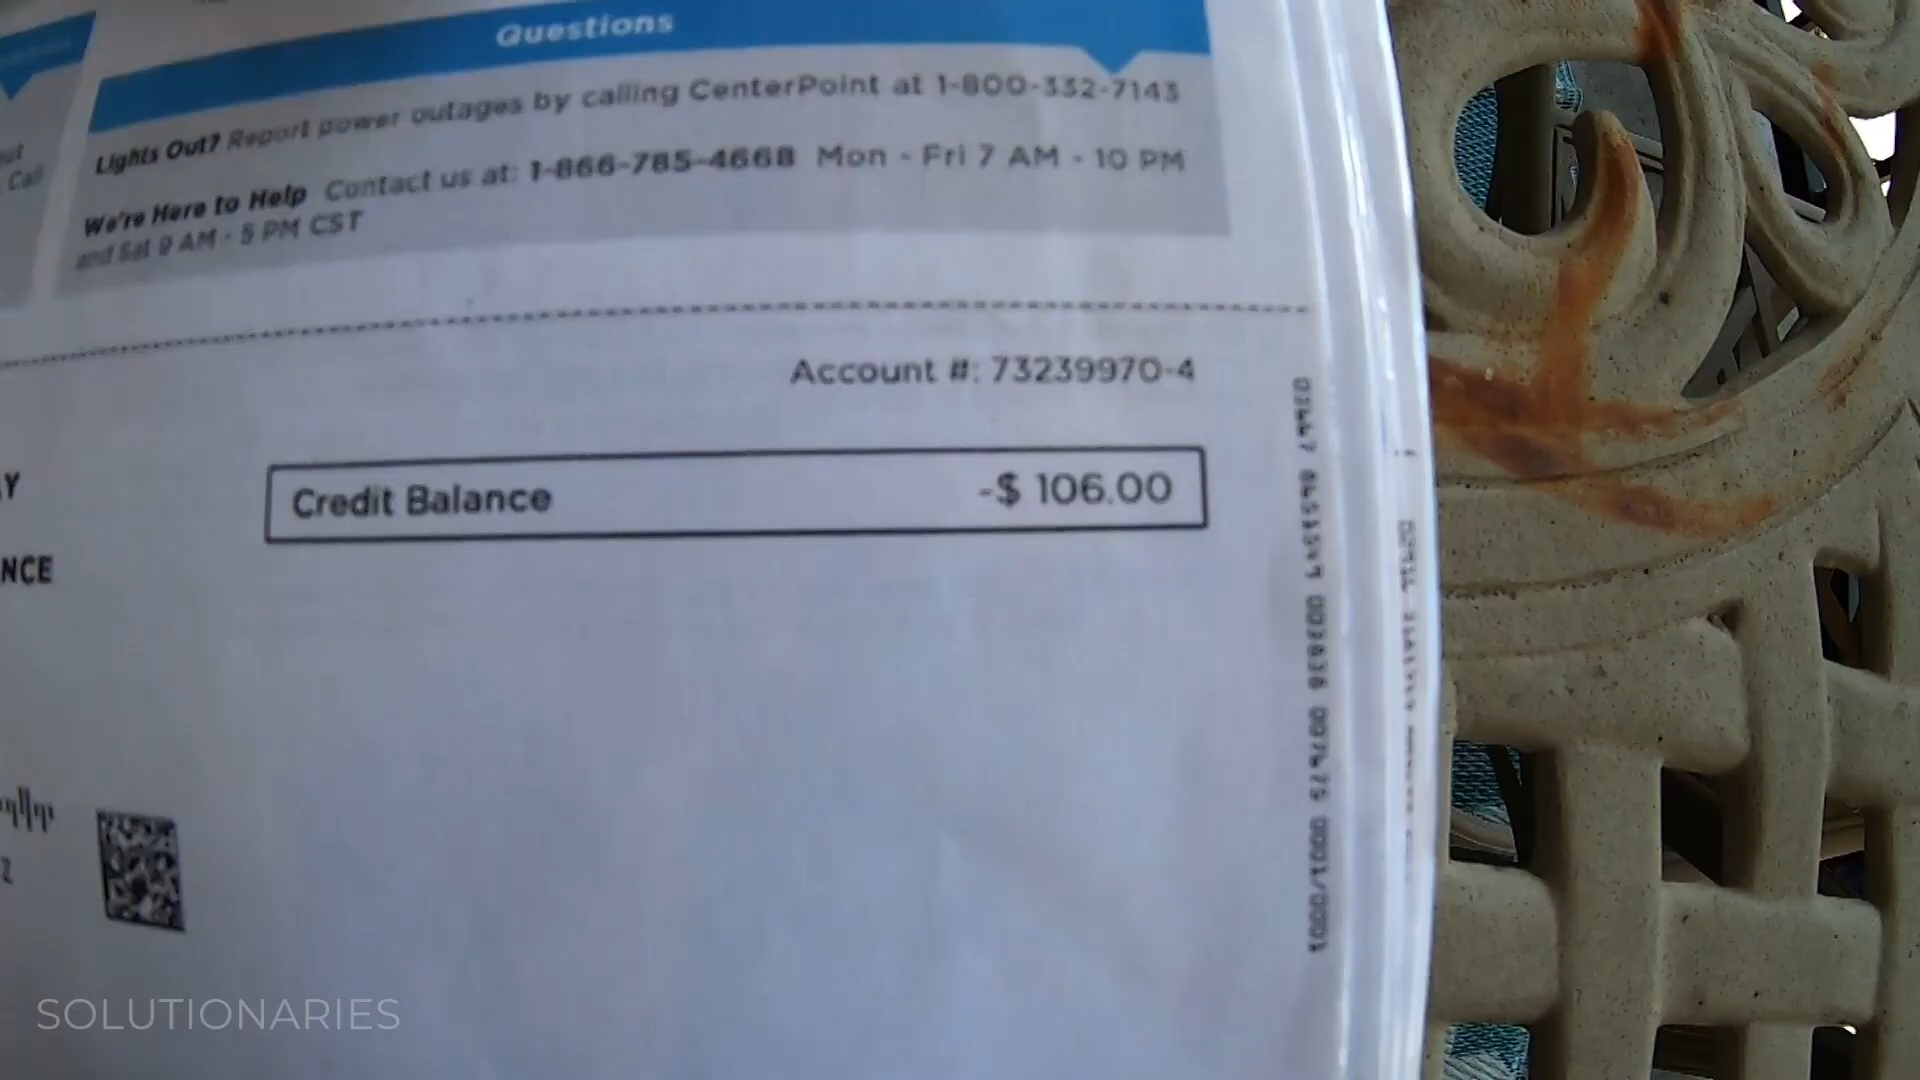 Questions
Lights Out? Report power outages by calling CenterPoint at 1-800-332-7143
We're Here to Help Contact us at: 1-866-785-4668 Mon - Fri 7 AM - 10 PM
and Sat 9 AM - 5 PM CST
Call
Account #: 73239970-4
Credit Balance -$ 106.00
Y
NCE
SOLUTIONARIES